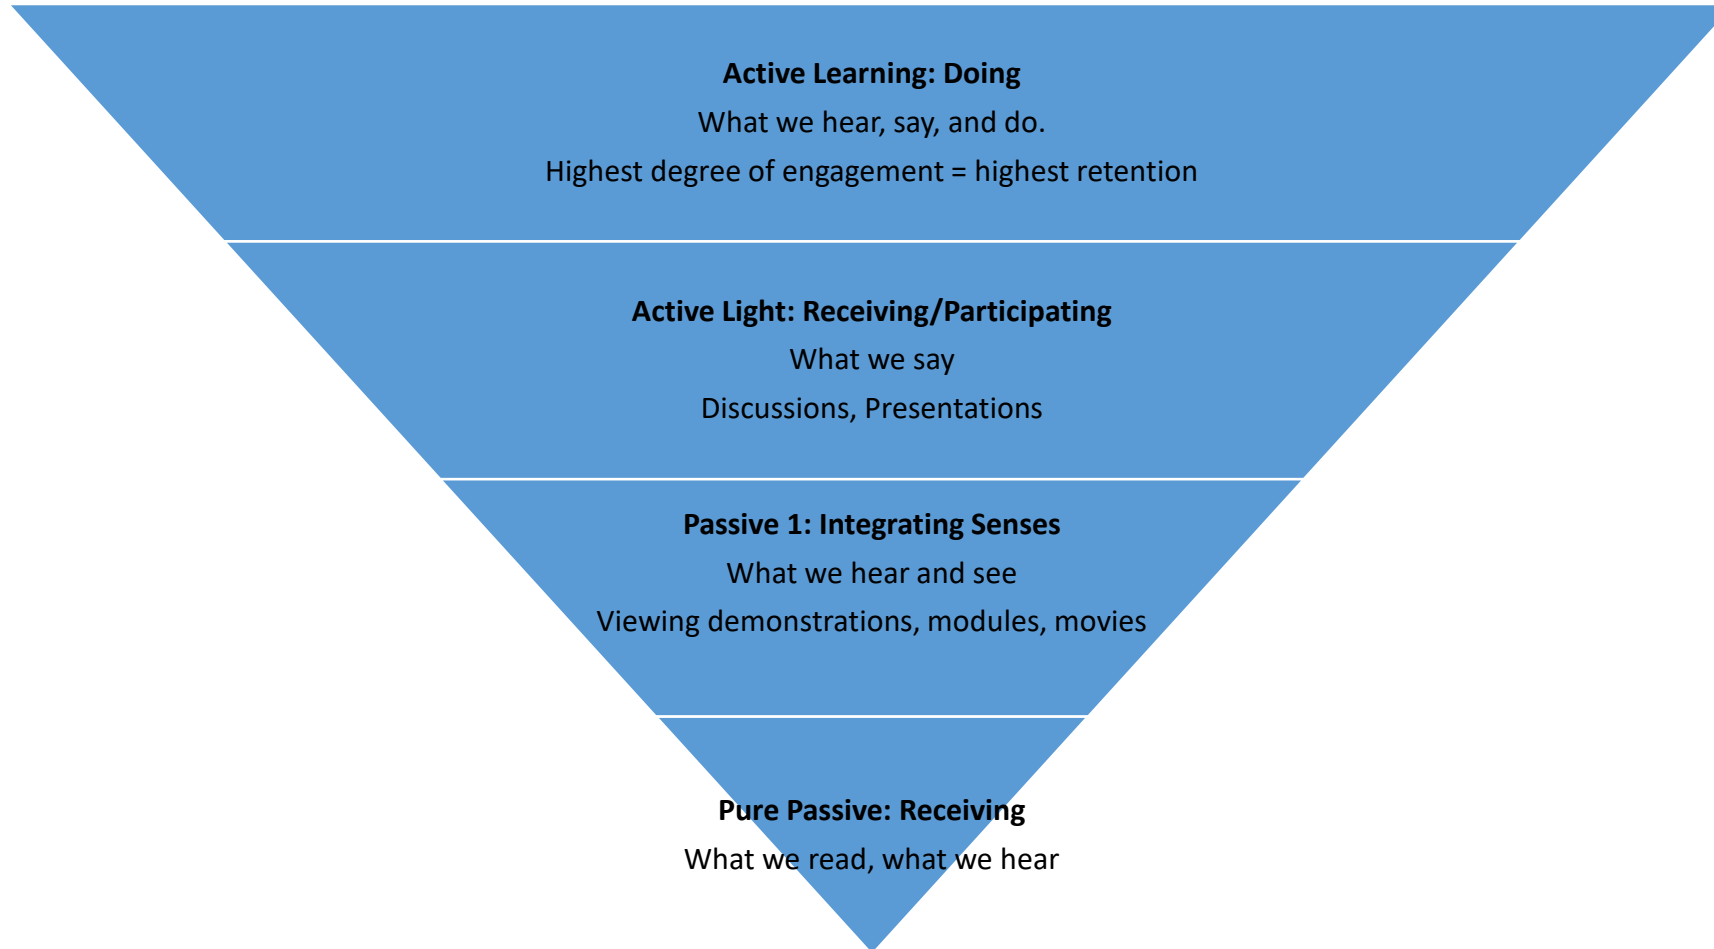 Active Learning: Doing
What we hear, say, and do.
Highest degree of engagement = highest retention
Active Light: Receiving/Participating
What we say
Discussions, Presentations
Passive 1: Integrating Senses
What we hear and see
Viewing demonstrations, modules, movies
Pure Passive: Receiving
What we read, what we hear